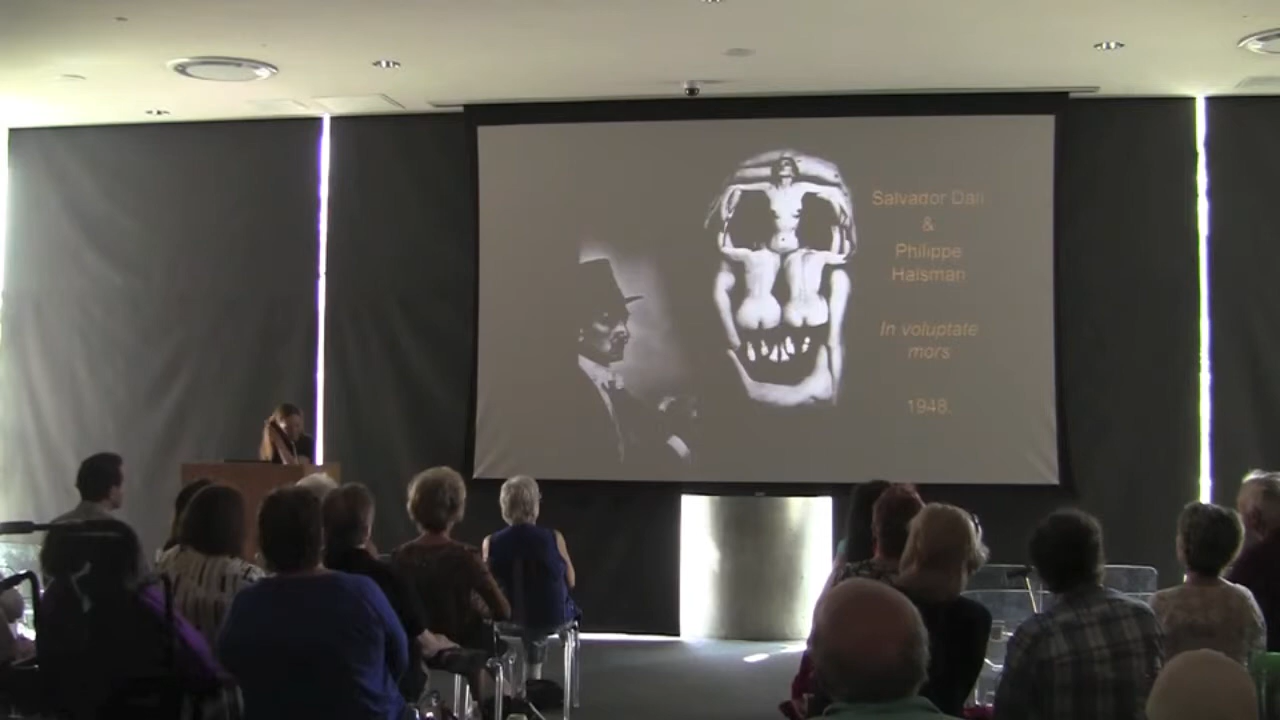 Salvador Dali
&
Philippe
Halsman
In voluptate
mors
1948.